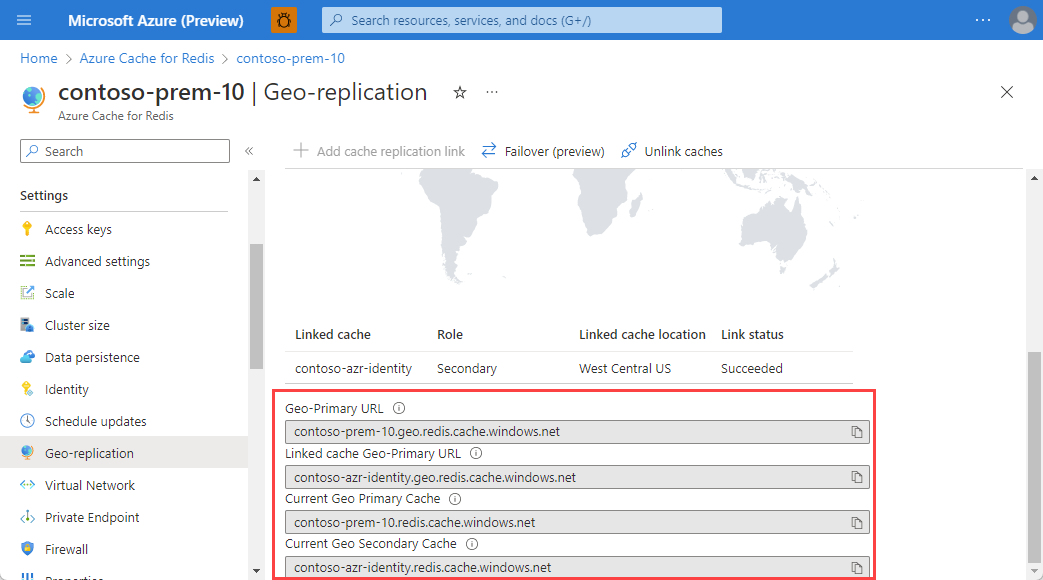 Microsoft Azure (Preview)
Search resources, services, and docs (G+/)
Home > Azure Cache for Redis > contoso-prem-10
contoso-prem-10 | Geo-replication
Azure Cache for Redis
Search
Add cache replication link
Failover (preview)
Unlink caches
Settings
Access keys
Advanced settings
Scale
Cluster size
Data persistence
Identity
Schedule updates
Geo-replication
Virtual Network
Private Endpoint
Firewall
Properties
Linked cache Role Linked cache location Link status
contoso-azr-identity Secondary West Central US Succeeded
Geo-Primary URL
contoso-prem-10.geo.redis.cache.windows.net
Linked cache Geo-Primary URL
contoso-azr-identity.geo.redis.cache.windows.net
Current Geo Primary Cache
contoso-prem-10.redis.cache.windows.net
Current Geo Secondary Cache
contoso-azr-identity.redis.cache.windows.net